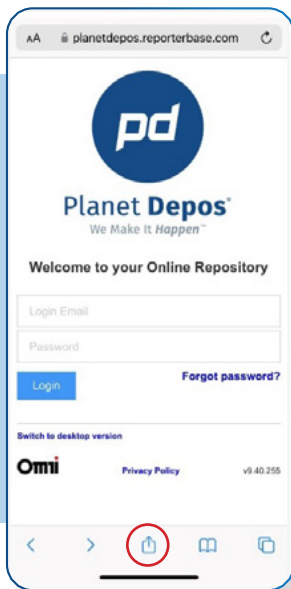 AA planetdepos.reporterbase.com
pd
Planet Depos®
We Make It Happen™
Welcome to your Online Repository
Login Email
Password
Login Forgot password?
Switch to desktop version
Omni Privacy Policy v9.40.255